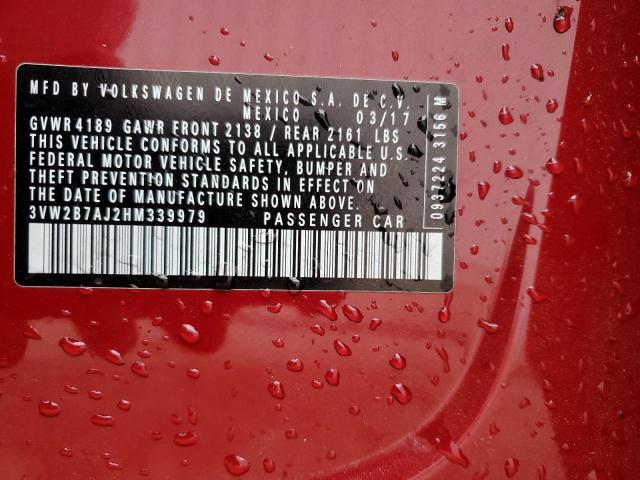 MFD BY VOLKSWAGEN DE MEXICO S.A. DE C.V.
MEXICO 03/17
GVWR 4189 GAWR FRONT 2138 / REAR 2161 LBS
THIS VEHICLE CONFORMS TO ALL APPLICABLE U.S.
FEDERAL MOTOR VEHICLE SAFETY, BUMPER AND
THEFT PREVENTION STANDARDS IN EFFECT ON
THE DATE OF MANUFACTURE SHOWN ABOVE.
3VW2B7AJ2HM339979 PASSENGER CAR
0937224 3156 M